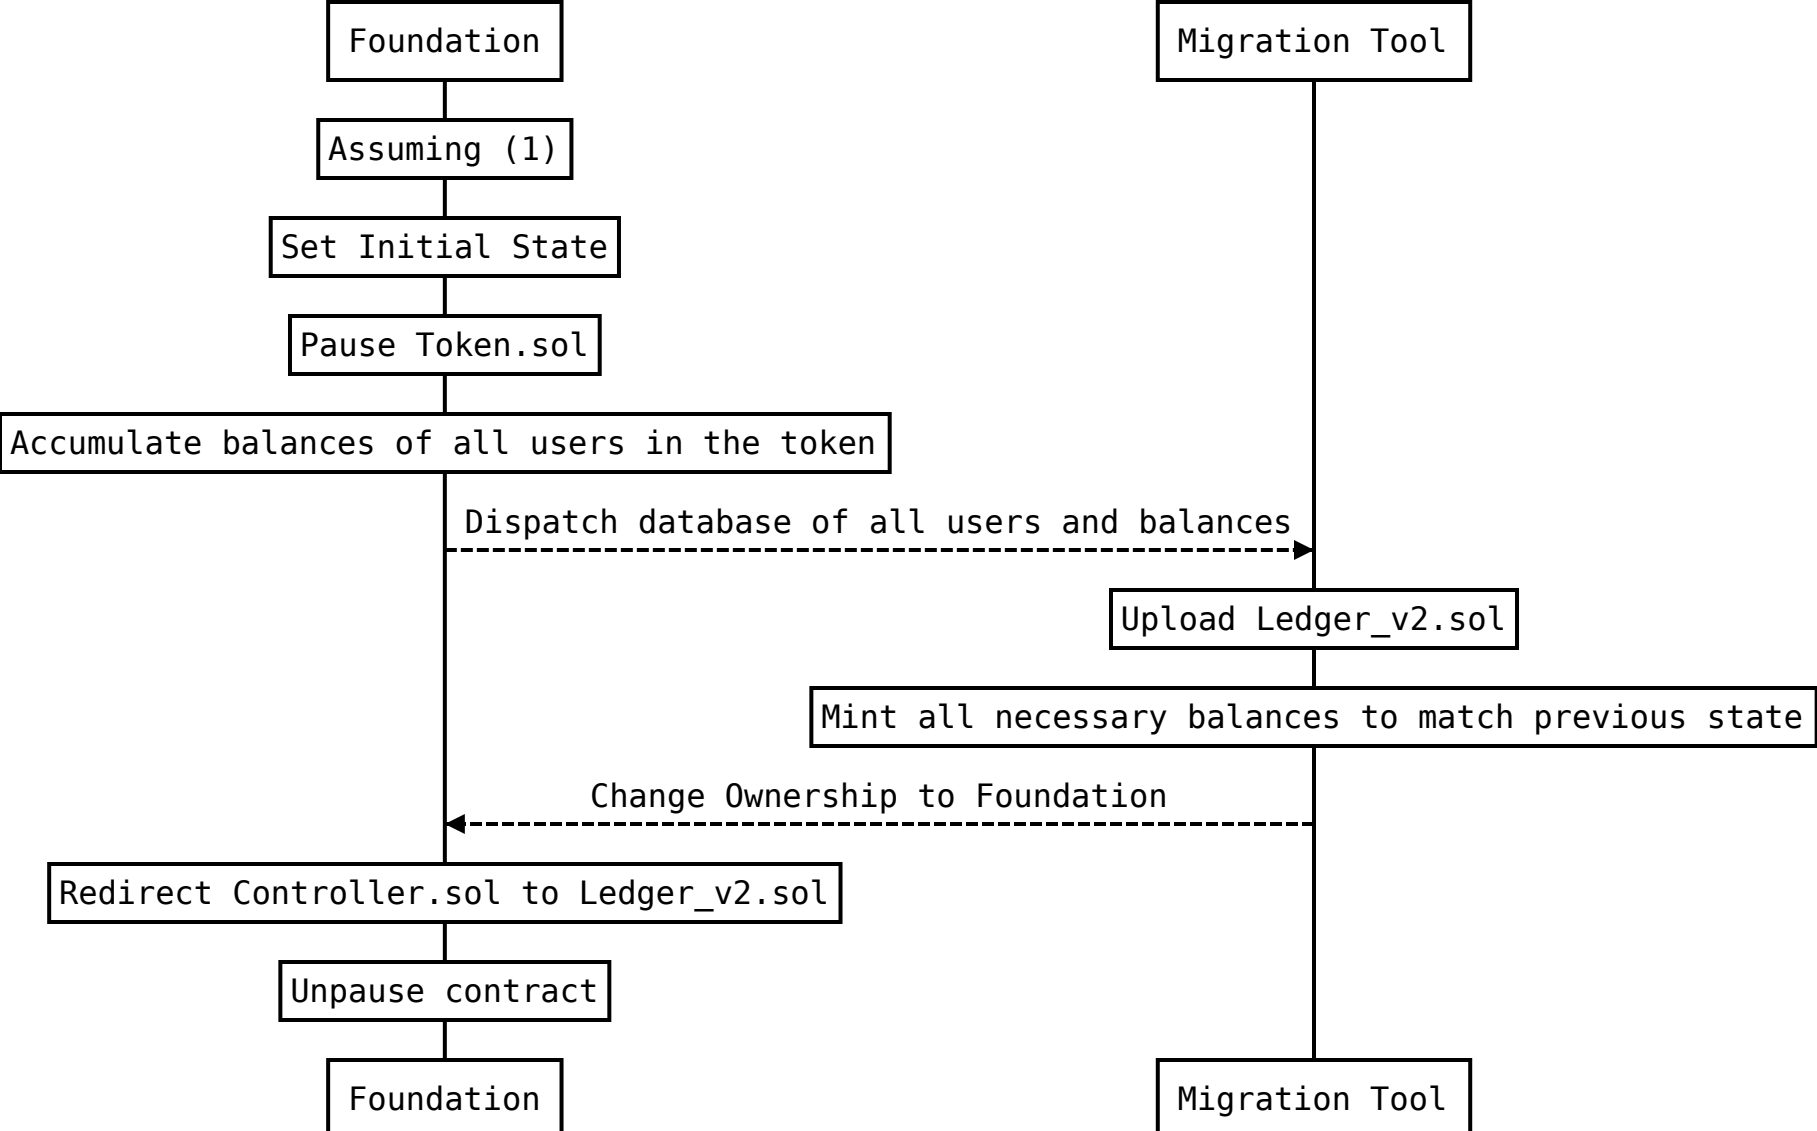 Foundation
Migration Tool
Assuming (1)
Set Initial State
Pause Token.sol
Accumulate balances of all users in the token
Dispatch database of all users and balances
Upload Ledger_v2.sol
Mint all necessary balances to match previous state
Change Ownership to Foundation
Redirect Controller.sol to Ledger_v2.sol
Unpause contract
Foundation
Migration Tool